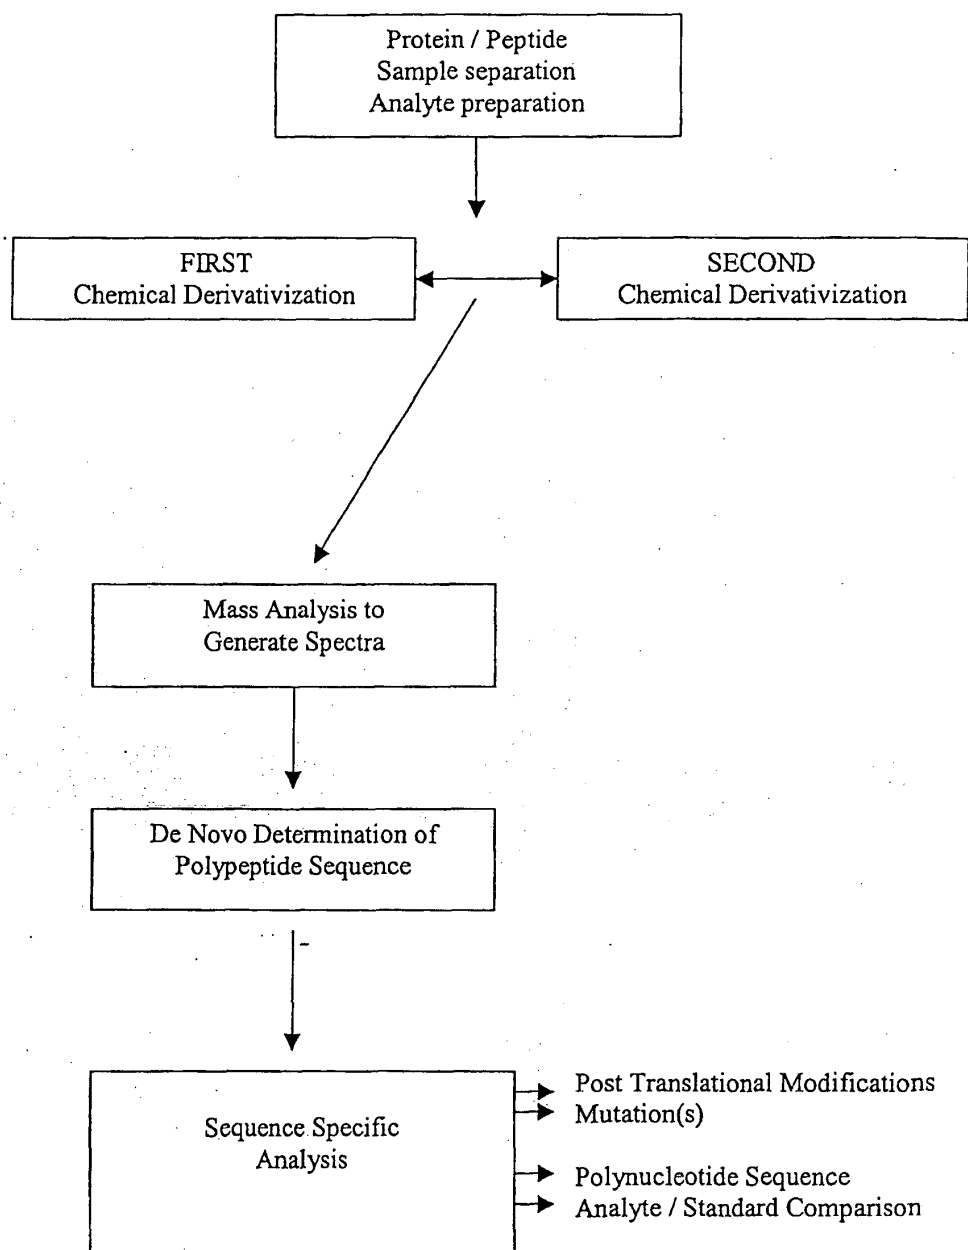 Protein / Peptide
Sample separation
Analyte preparation
FIRST
Chemical Derivativization
SECOND
Chemical Derivativization
Mass Analysis to
Generate Spectra
De Novo Determination of
Polypeptide Sequence
Sequence Specific
Analysis
Post Translational Modifications
Mutation(s)
Polynucleotide Sequence
Analyte / Standard Comparison